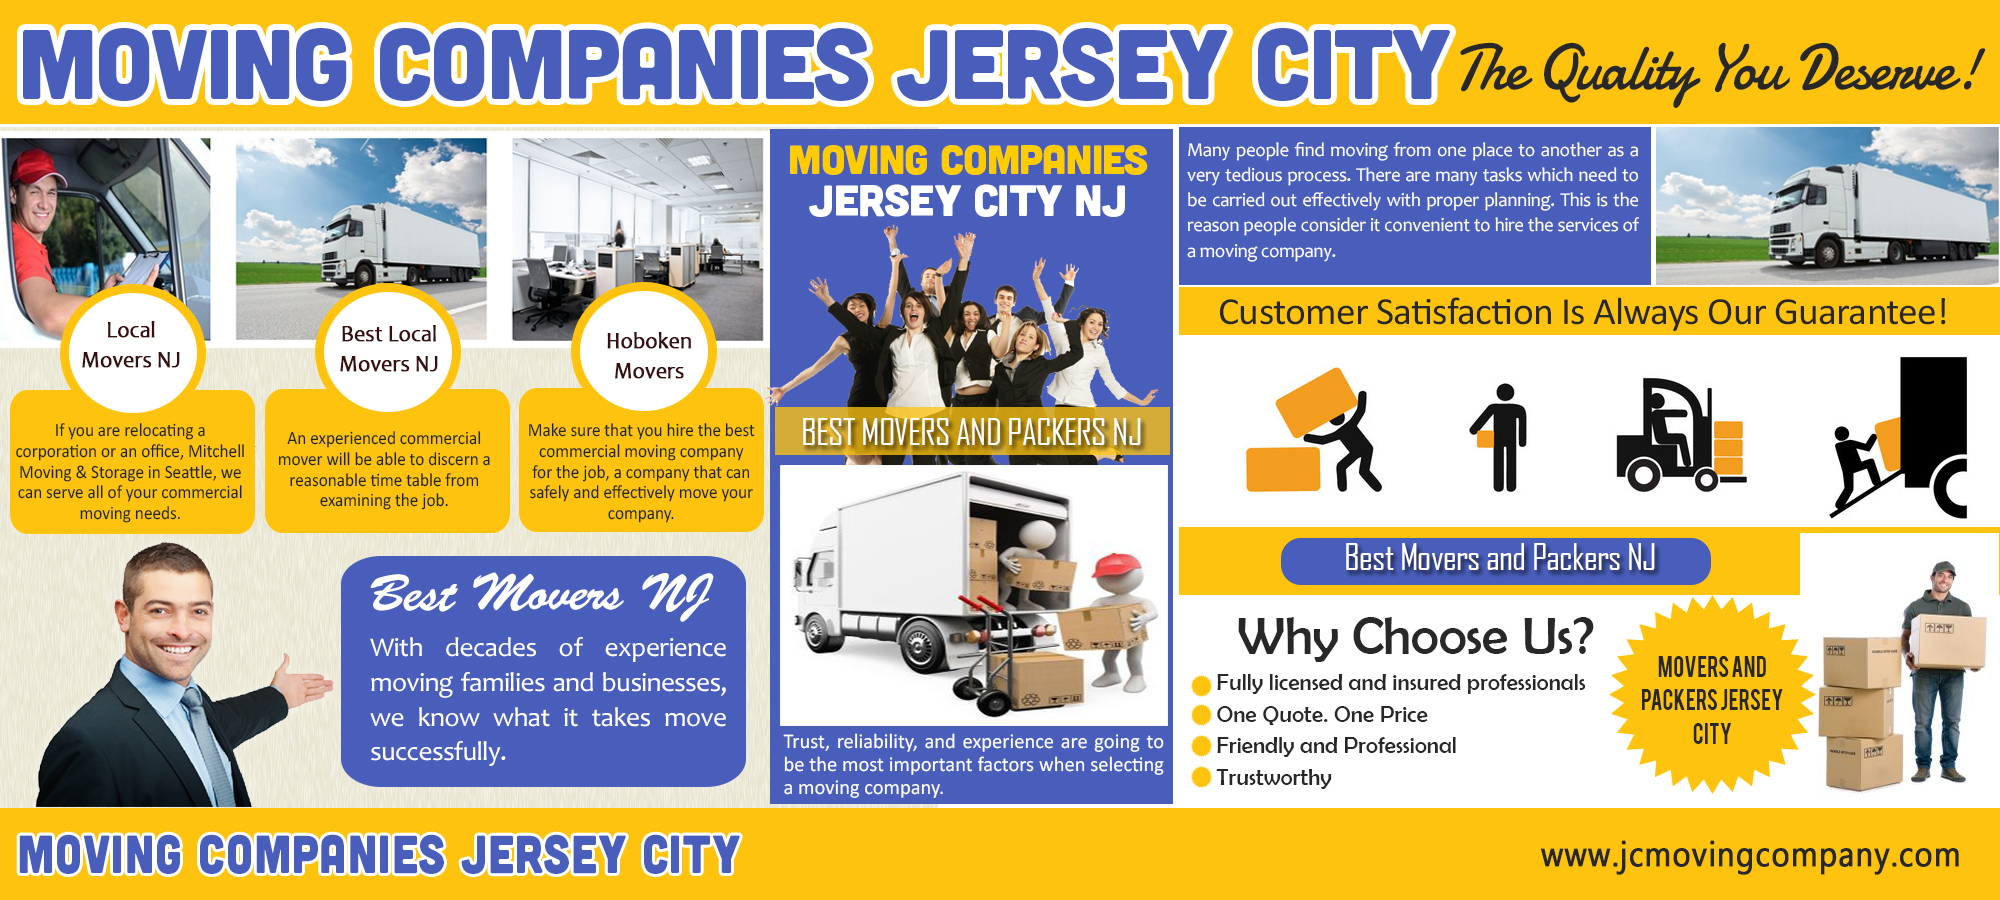 MOVING COMPANIES JERSEY CITY The Quality You Deserve!
Local
Movers NJ
If you are relocating a
corporation or an office, Mitchell
Moving & Storage in Seattle, we
can serve all of your commercial
moving needs.
Best Local
Movers NJ
An experienced commercial
mover will be able to discern a
reasonable time table from
examining the job.
Hoboken
Movers
Make sure that you hire the best
commercial moving company
for the job, a company that can
safely and effectively move your
company.
Best Movers NJ
With decades of experience
moving families and businesses,
we know what it takes move
successfully.
MOVING COMPANIES
JERSEY CITY NJ
BEST MOVERS AND PACKERS NJ
Trust, reliability, and experience are going to
be the most important factors when selecting
a moving company.
Many people find moving from one place to another as a
very tedious process. There are many tasks which need to
be carried out effectively with proper planning. This is the
reason people consider it convenient to hire the services of
a moving company.
Customer Satisfaction Is Always Our Guarantee!
Best Movers and Packers NJ
Why Choose Us?
Fully licensed and insured professionals
One Quote. One Price
Friendly and Professional
Trustworthy
MOVERS AND
PACKERS JERSEY
CITY
MOVING COMPANIES JERSEY CITY
www.jcmovingcompany.com